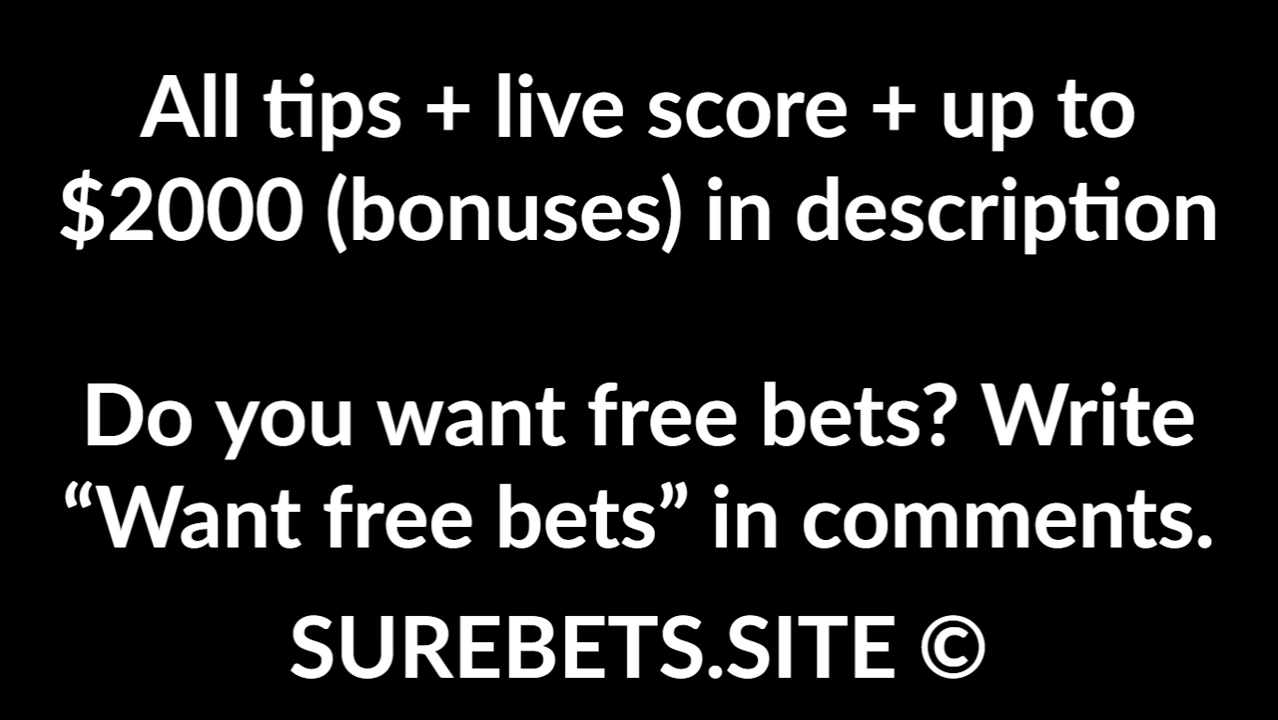 All tips + live score + up to
$2000 (bonuses) in description
Do you want free bets? Write
“Want free bets” in comments.
SUREBETS.SITE ©